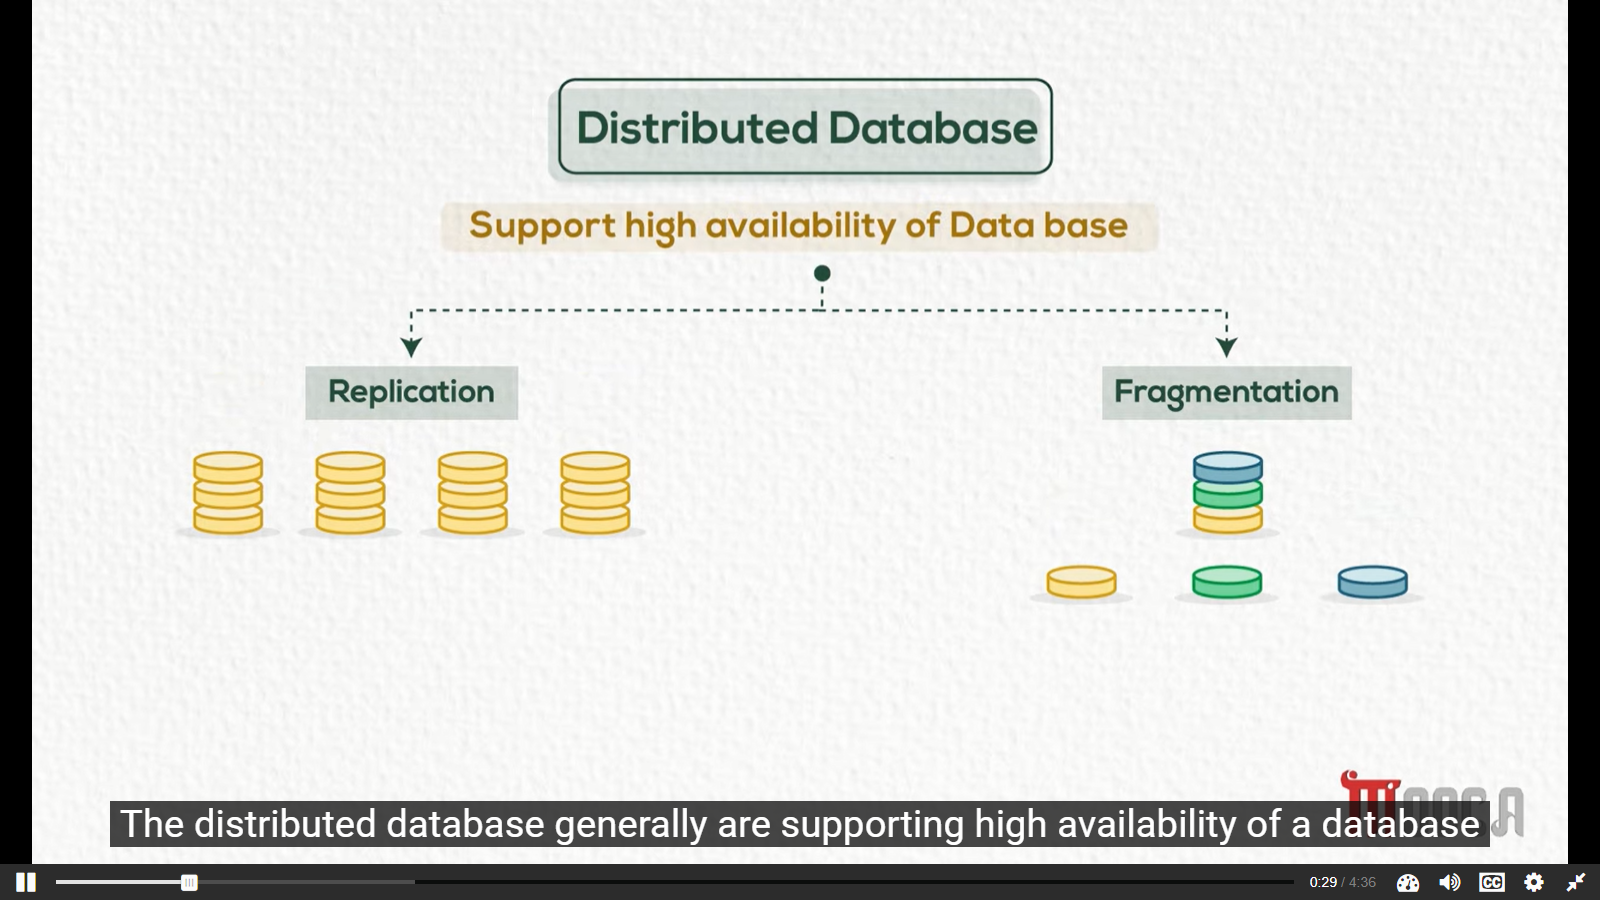 Distributed Database
Support high availability of Data base
Replication
Fragmentation
The distributed database generally are supporting high availability of a database
0:29 / 4:36
CC